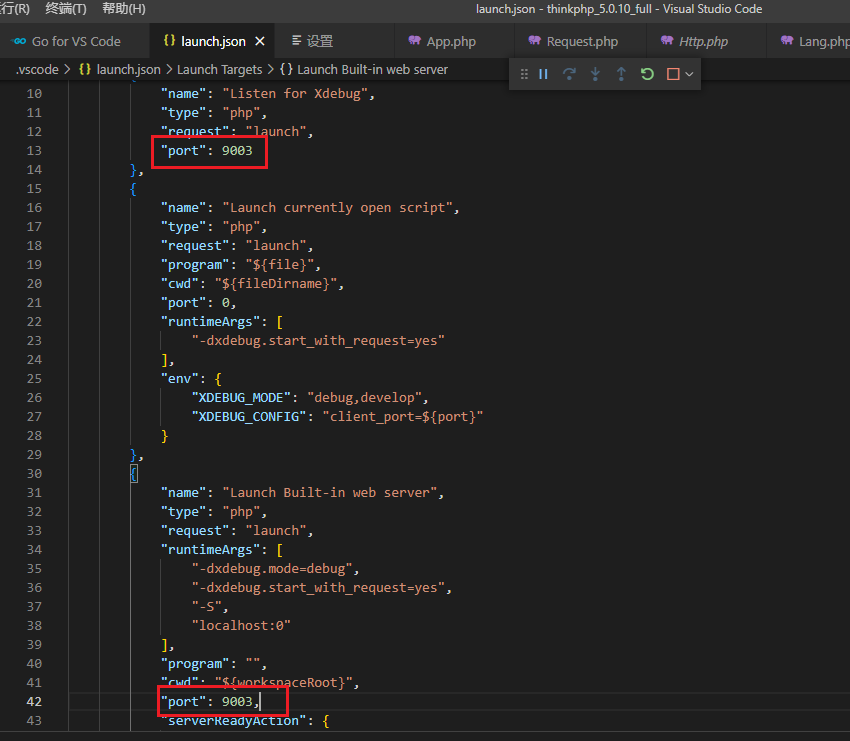 行(R) 终端(T) 帮助(H) launch.json - thinkphp_5.0.10_full - Visual Studio Code
Go for VS Code {} launch.json × 设置 App.php Request.php Http.php Lang.php
.vscode > {} launch.json > Launch Targets > {} Launch Built-in web server
10 "name": "Listen for Xdebug",
11 "type": "php",
12 "request": "launch",
13 "port": 9003
14 },
15 {
16 "name": "Launch currently open script",
17 "type": "php",
18 "request": "launch",
19 "program": "${file}",
20 "cwd": "${fileDirname}",
21 "port": 0,
22 "runtimeArgs": [
23 "-dxdebug.start_with_request=yes"
24 ],
25 "env": {
26 "XDEBUG_MODE": "debug,develop",
27 "XDEBUG_CONFIG": "client_port=${port}"
28 }
29 },
30 {
31 "name": "Launch Built-in web server",
32 "type": "php",
33 "request": "launch",
34 "runtimeArgs": [
35 "-dxdebug.mode=debug",
36 "-dxdebug.start_with_request=yes",
37 "-S",
38 "localhost:0"
39 ],
40 "program": "",
41 "cwd": "${workspaceRoot}",
42 "port": 9003,
43 "serverReadyAction": {